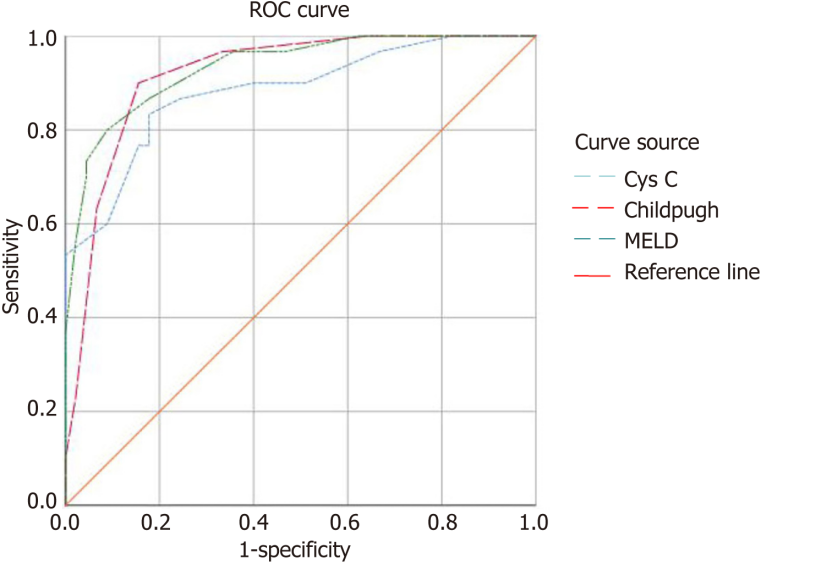 ROC curve
1.0
0.8
0.6
0.4
0.2
0.0
Sensitivity
0.0 0.2 0.4 0.6 0.8 1.0
1-specificity
Curve source
Cys C
Childpugh
MELD
Reference line